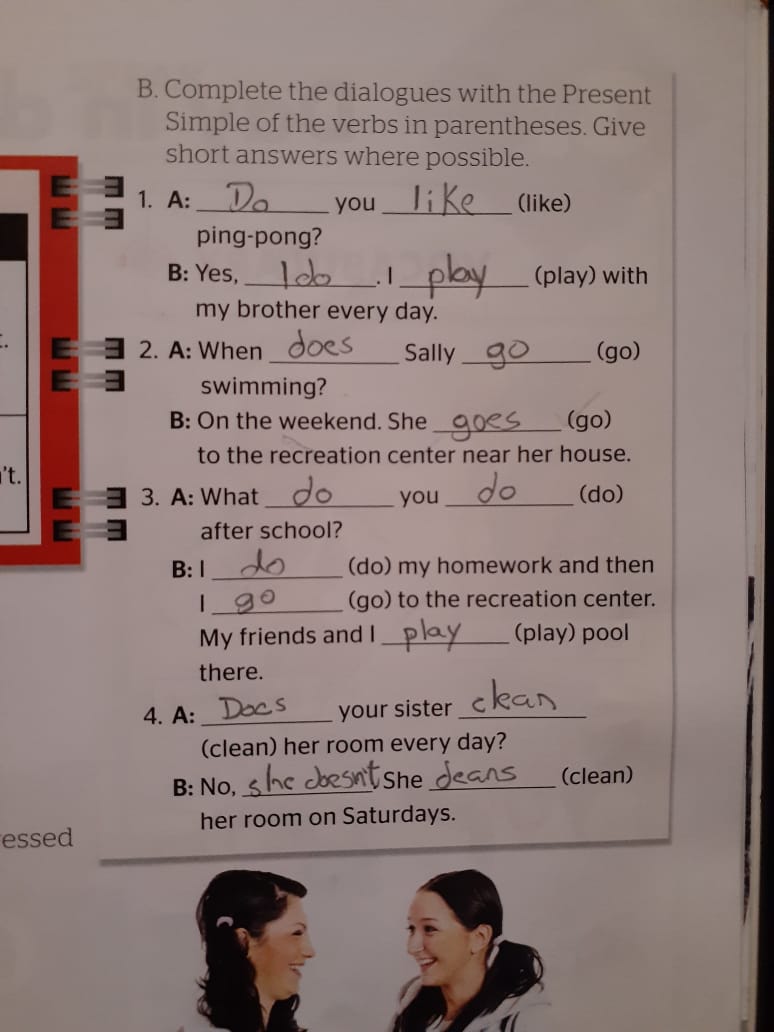 B. Complete the dialogues with the Present
Simple of the verbs in parentheses. Give
short answers where possible.
1. A: Do you like (like)
ping-pong?
B: Yes, I do. I play (play) with
my brother every day.
2. A: When does Sally go (go)
swimming?
B: On the weekend. She goes (go)
to the recreation center near her house.
3. A: What do you do (do)
after school?
B: I do (do) my homework and then
I go (go) to the recreation center.
My friends and I play (play) pool
there.
4. A: Does your sister clean
(clean) her room every day?
B: No, she doesn't, She cleans (clean)
her room on Saturdays.
't.
essed